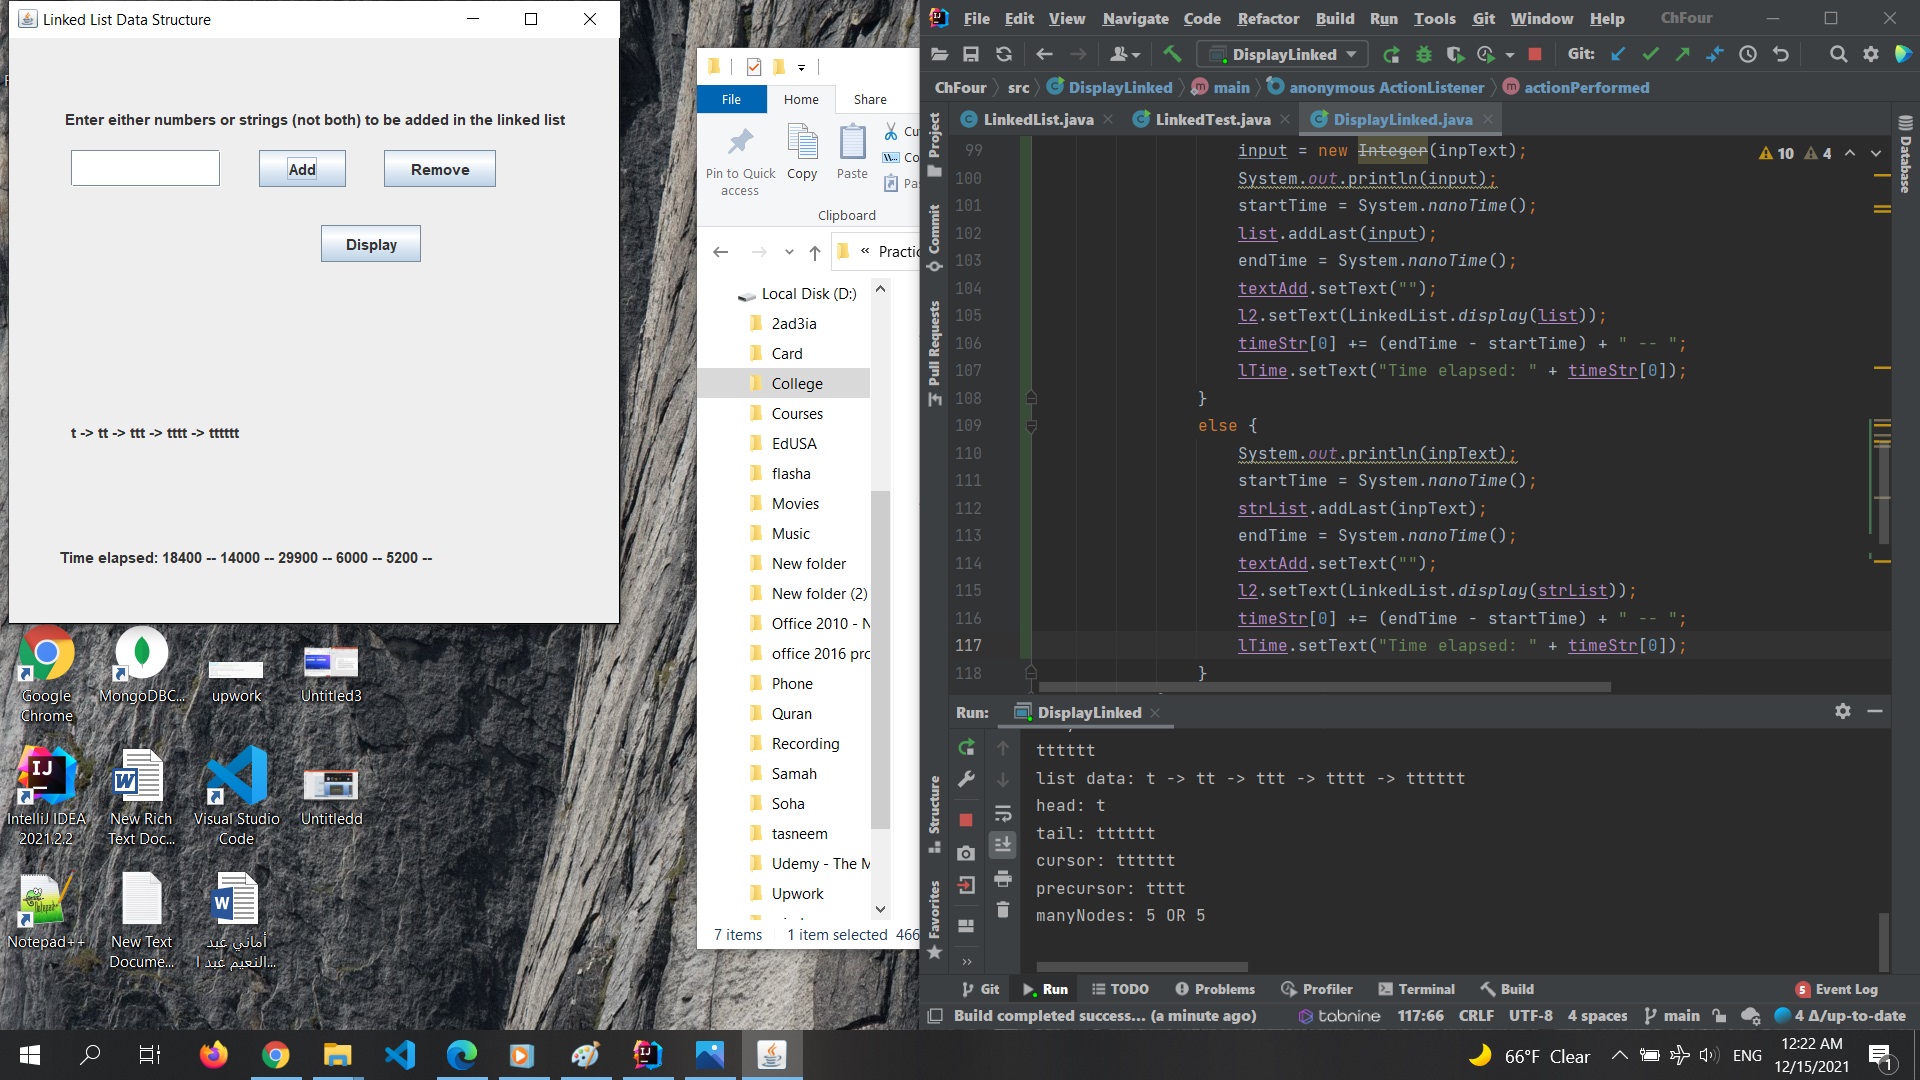 Linked List Data Structure
Enter either numbers or strings (not both) to be added in the linked list
Add
Remove
Display
t -> tt -> ttt -> tttt -> tttttt
Time elapsed: 18400 -- 14000 -- 29900 -- 6000 -- 5200 --
Google Chrome
MongoDBC...
upwork
Untitled3
IntelliJ IDEA 2021.2.2
New Rich Text Doc...
Visual Studio Code
Untitledd
Notepad++
New Text Docume...
أماني عبد
النعيم عبد ا...
File
Home
Share
Pin to Quick access
Copy
Paste
Cu
Co
Pa
Clipboard
« Practic
Local Disk (D:)
2ad3ia
Card
College
Courses
EdUSA
flasha
Movies
Music
New folder
New folder (2)
Office 2010 - N
office 2016 prc
Phone
Quran
Recording
Samah
Soha
tasneem
Udemy - The M
Upwork
7 items 1 item selected 466
File Edit View Navigate Code Refactor Build Run Tools Git Window Help ChFour
DisplayLinked
Git:
ChFour src DisplayLinked main anonymous ActionListener actionPerformed
LinkedList.java LinkedTest.java DisplayLinked.java
Project
Commit
Pull Requests
Structure
Favorites
Database
10 4
99 input = new Integer(inpText);
100 System.out.println(input);
101 startTime = System.nanoTime();
102 list.addLast(input);
103 endTime = System.nanoTime();
104 textAdd.setText("");
105 l2.setText(LinkedList.display(list));
106 timeStr[0] += (endTime - startTime) + " -- ";
107 lTime.setText("Time elapsed: " + timeStr[0]);
108 }
109 else {
110 System.out.println(inpText);
111 startTime = System.nanoTime();
112 strList.addLast(inpText);
113 endTime = System.nanoTime();
114 textAdd.setText("");
115 l2.setText(LinkedList.display(strList));
116 timeStr[0] += (endTime - startTime) + " -- ";
117 lTime.setText("Time elapsed: " + timeStr[0]);
118 }
Run: DisplayLinked
tttttt
list data: t -> tt -> ttt -> tttt -> tttttt
head: t
tail: tttttt
cursor: tttttt
precursor: tttt
manyNodes: 5 OR 5
Git Run TODO Problems Profiler Terminal Build 5 Event Log
Build completed success... (a minute ago) tabnine 117:66 CRLF UTF-8 4 spaces main 4 Δ/up-to-date
66°F Clear
ENG
12:22 AM
12/15/2021
1